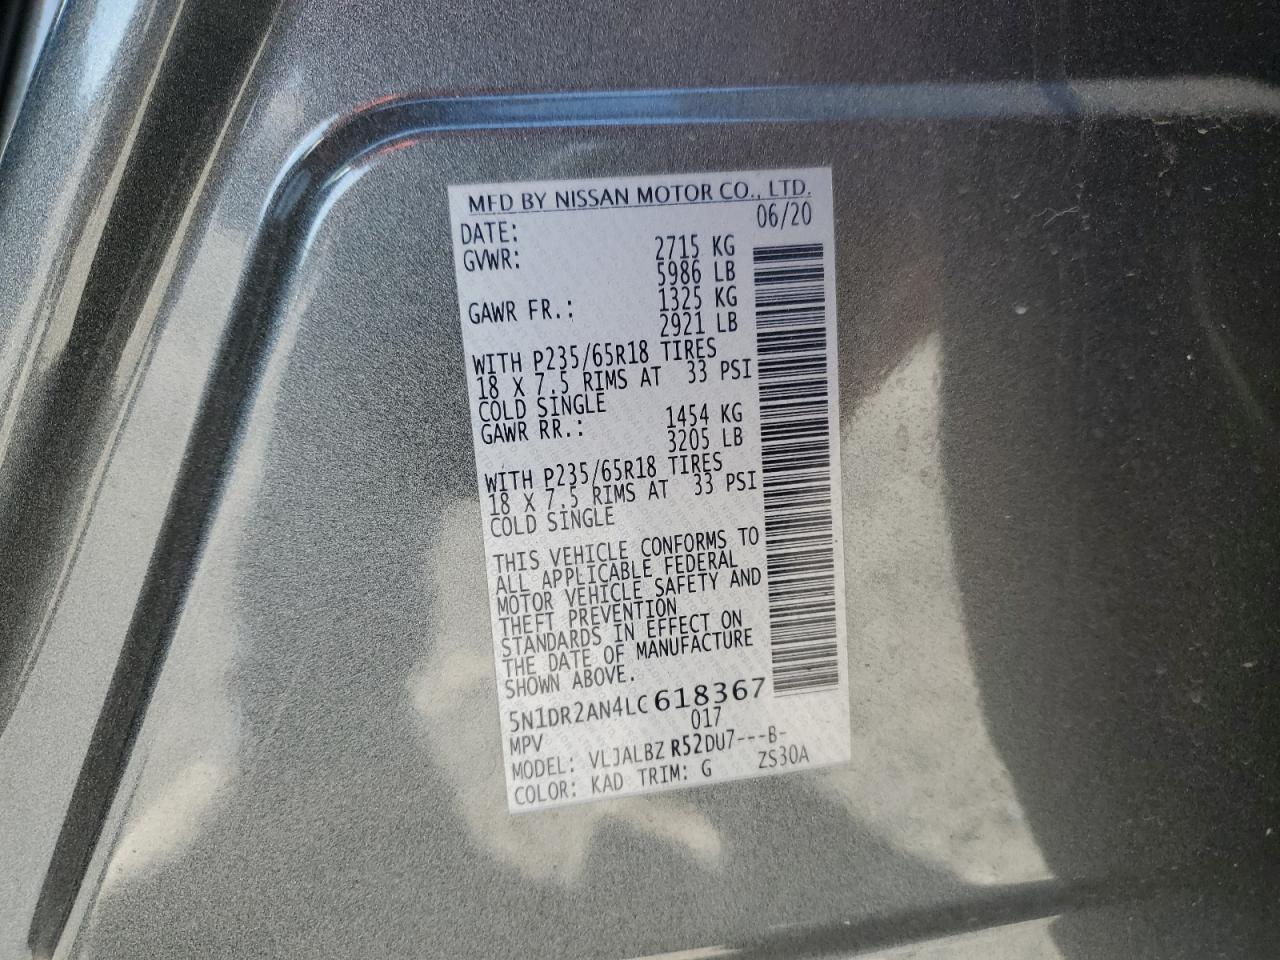 MFD BY NISSAN MOTOR CO., LTD.
DATE: 06/20
GVWR: 2715 KG
5986 LB
GAWR FR.: 1325 KG
2921 LB
WITH P235/65R18 TIRES
18 X 7.5 RIMS AT 33 PSI
COLD SINGLE
GAWR RR.: 1454 KG
3205 LB
WITH P235/65R18 TIRES
18 X 7.5 RIMS AT 33 PSI
COLD SINGLE
THIS VEHICLE CONFORMS TO
ALL APPLICABLE FEDERAL
MOTOR VEHICLE SAFETY AND
THEFT PREVENTION
STANDARDS IN EFFECT ON
THE DATE OF MANUFACTURE
SHOWN ABOVE.
5N1DR2AN4LC618367
MPV 017
MODEL: VLJALBZ R52DU7---B-
COLOR: KAD TRIM: G ZS30A